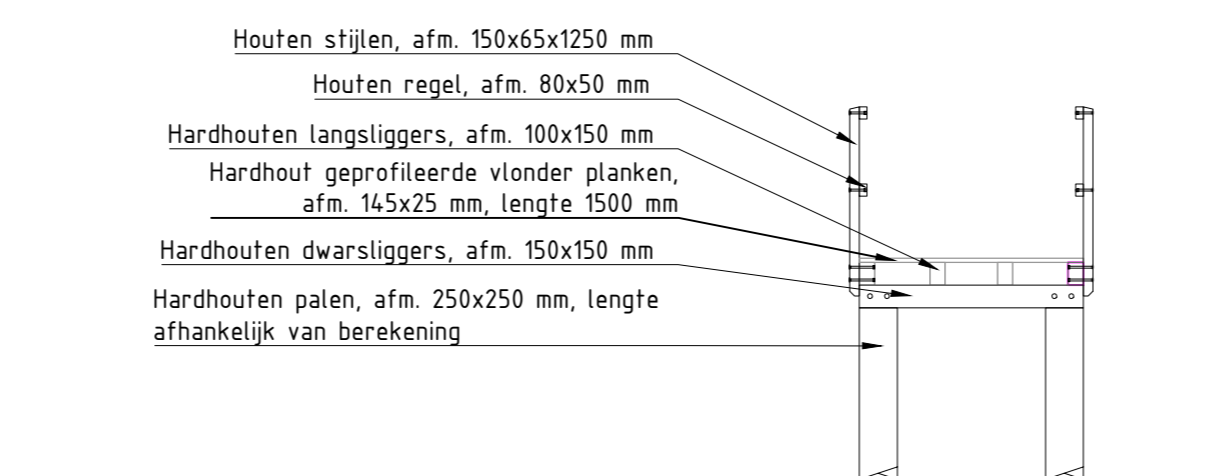 Houten stijlen, afm. 150x65x1250 mm
Houten regel, afm. 80x50 mm
Hardhouten langsliggers, afm. 100x150 mm
Hardhout geprofileerde vlonder planken,
afm. 145x25 mm, lengte 1500 mm
Hardhouten dwarsliggers, afm. 150x150 mm
Hardhouten palen, afm. 250x250 mm, lengte
afhankelijk van berekening